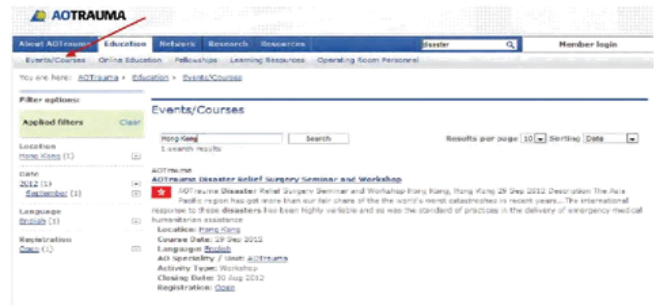 AOTRAUMA
About AOTrauma Education Network Research Resources disaster Member login
Events/Courses Online Education Fellowships Learning Resources Operating Room Personnel
You are here: AOTrauma Education Events/Courses
Filter options:
Applied filters Clear
Location
Hong Kong (1)
Date
2012 (1)
September (1)
Language
English (1)
Registration
Open (1)
Events/Courses
Hong Kong Search Results per page 10 Sorting Date
1 search results
AOTrauma
AOTrauma Disaster Relief Surgery Seminar and Workshop
AOTrauma Disaster Relief Surgery Seminar and Workshop Hong Kong, Hong Kong 29 Sep 2012 Description The Asia
Pacific region has got more than our fair share of the the world's worst catastrophes in recent years... The international
response to these disasters has been highly variable and so was the standard of practices in the delivery of emergency medical
humanitarian assistance
Location: Hong Kong
Course Date: 29 Sep 2012
Language: English
AO Speciality / Unit: AOTrauma
Activity Type: Workshop
Closing Date: 30 Aug 2012
Registration: Open